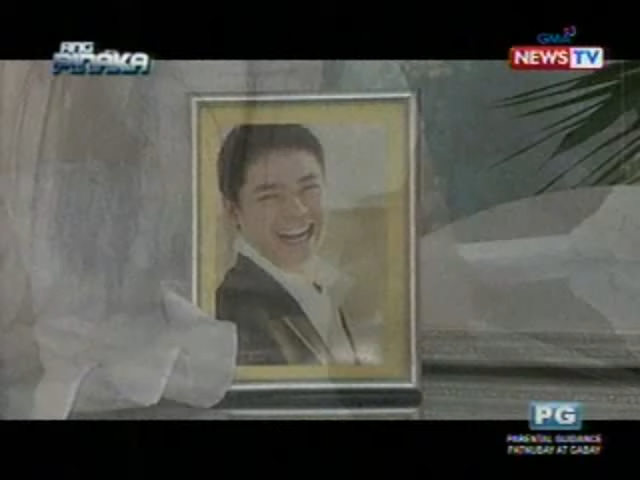 ANG
PINAKA
GMA
NEWS TV
PG
PARENTAL GUIDANCE
PATNUBAY AT GABAY